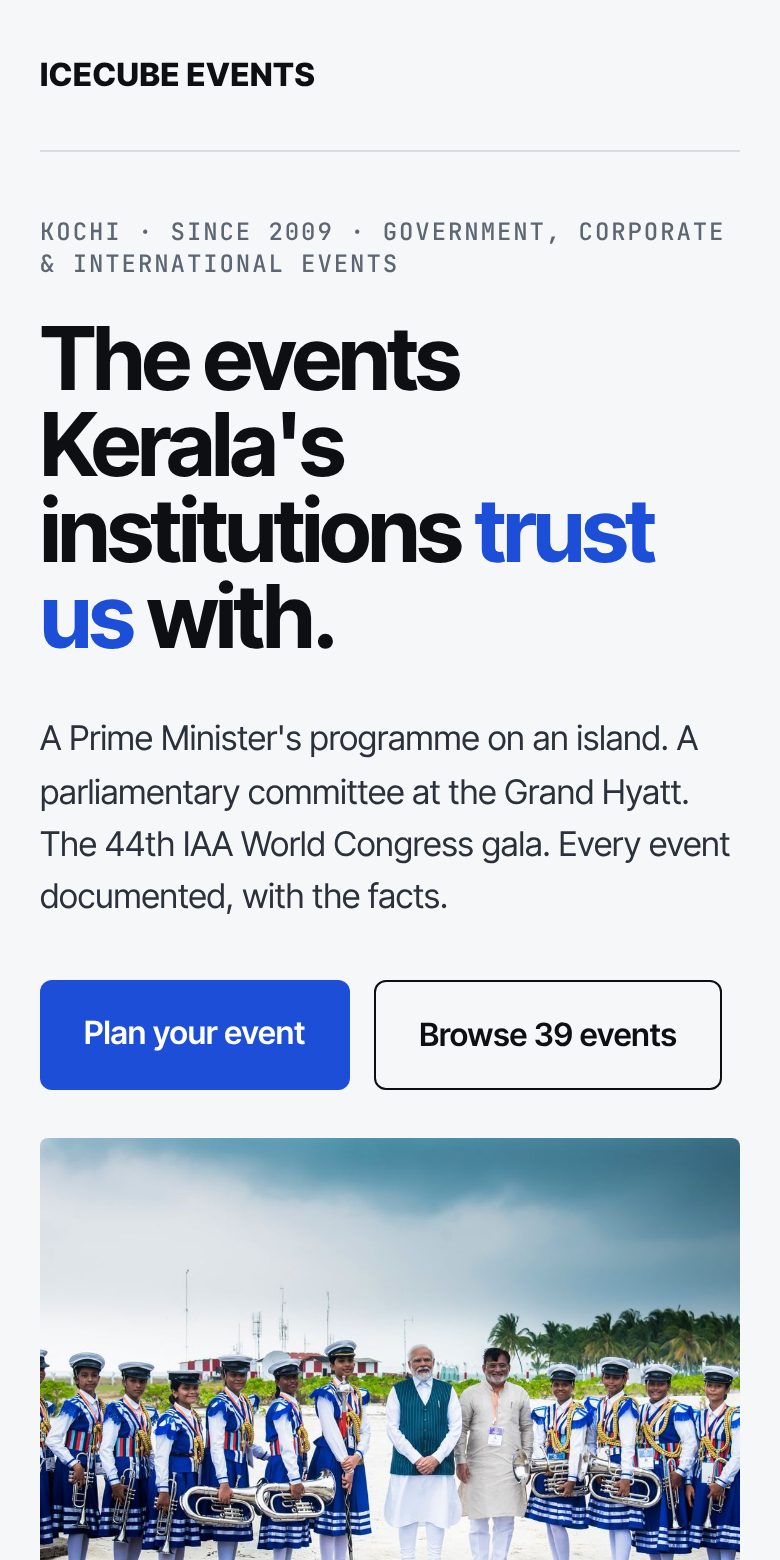 ICECUBE EVENTS
KOCHI · SINCE 2009 · GOVERNMENT, CORPORATE
& INTERNATIONAL EVENTS
The events
Kerala's
institutions trust
us with.
A Prime Minister's programme on an island. A
parliamentary committee at the Grand Hyatt.
The 44th IAA World Congress gala. Every event
documented, with the facts.
Plan your event
Browse 39 events